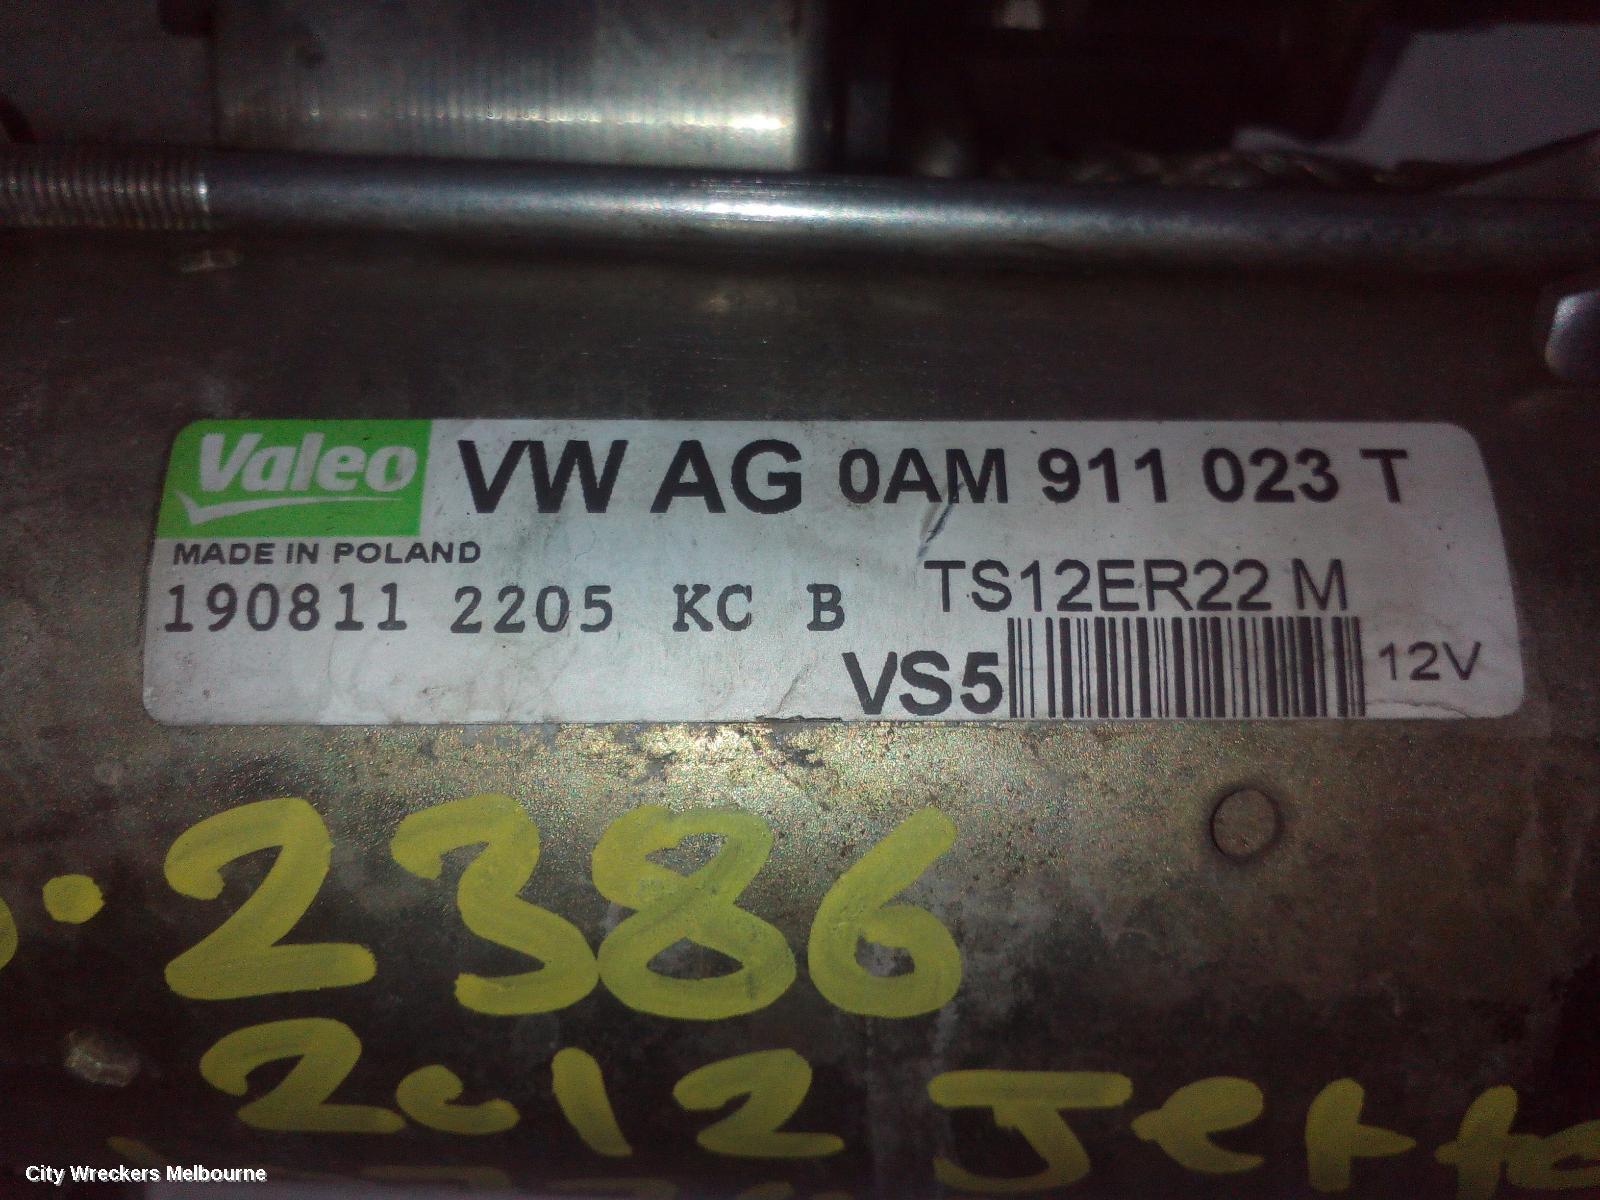 Valeo VW AG 0AM 911 023 T
MADE IN POLAND
190811 2205 KC B TS12ER22 M
VS5 12V
2386
2012 Jetta
City Wreckers Melbourne